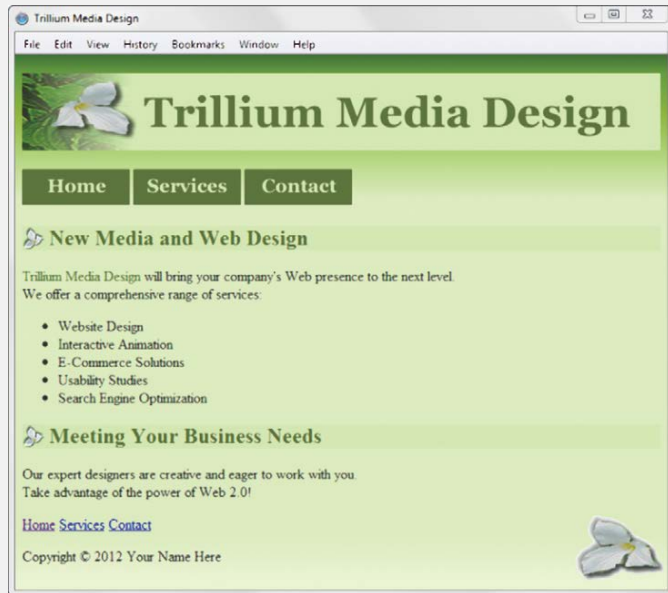 Trillium Media Design
File Edit View History Bookmarks Window Help
Trillium Media Design
Home Services Contact
New Media and Web Design
Trillium Media Design will bring your company's Web presence to the next level.
We offer a comprehensive range of services:
• Website Design
• Interactive Animation
• E-Commerce Solutions
• Usability Studies
• Search Engine Optimization
Meeting Your Business Needs
Our expert designers are creative and eager to work with you.
Take advantage of the power of Web 2.0!
Home Services Contact
Copyright © 2012 Your Name Here